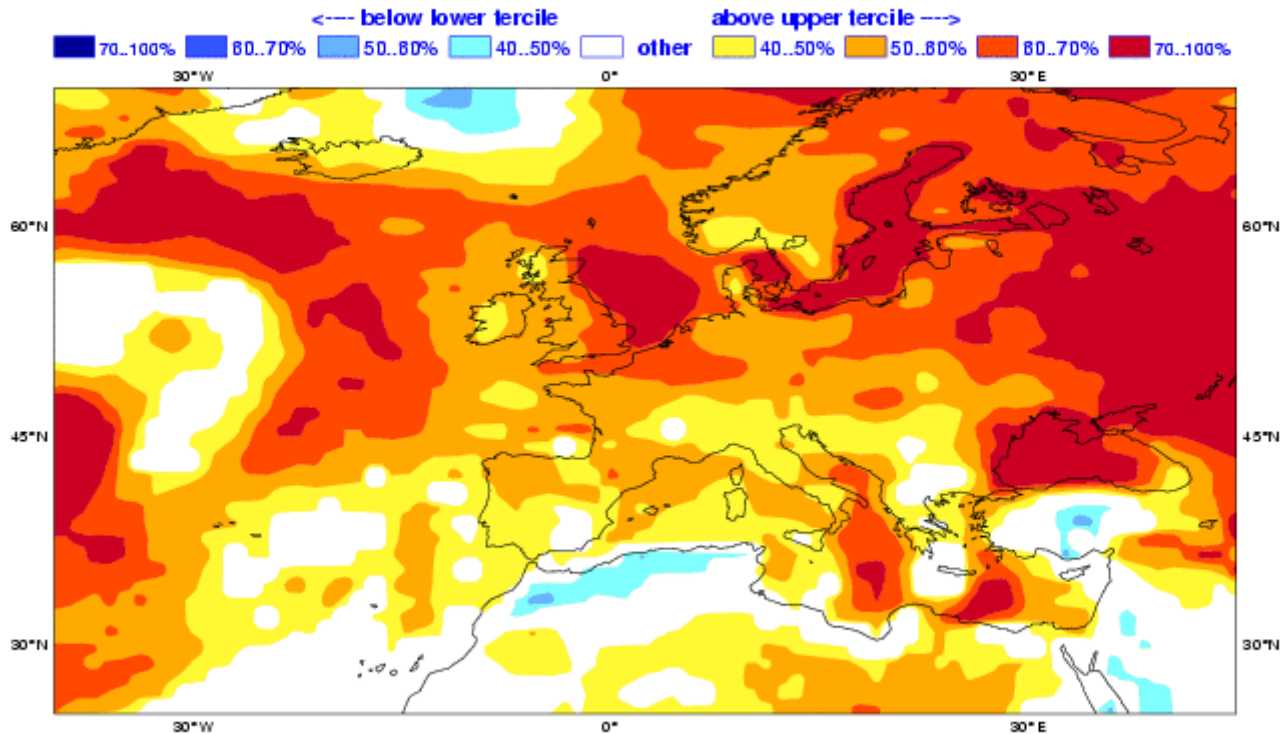 <---- below lower tercile above upper tercile ---->
70..100% 60..70% 50..60% 40..50% other 40..50% 50..60% 60..70% 70..100%
30°W 0° 30°E
60°N 60°N
45°N 45°N
30°N 30°N
30°W 0° 30°E